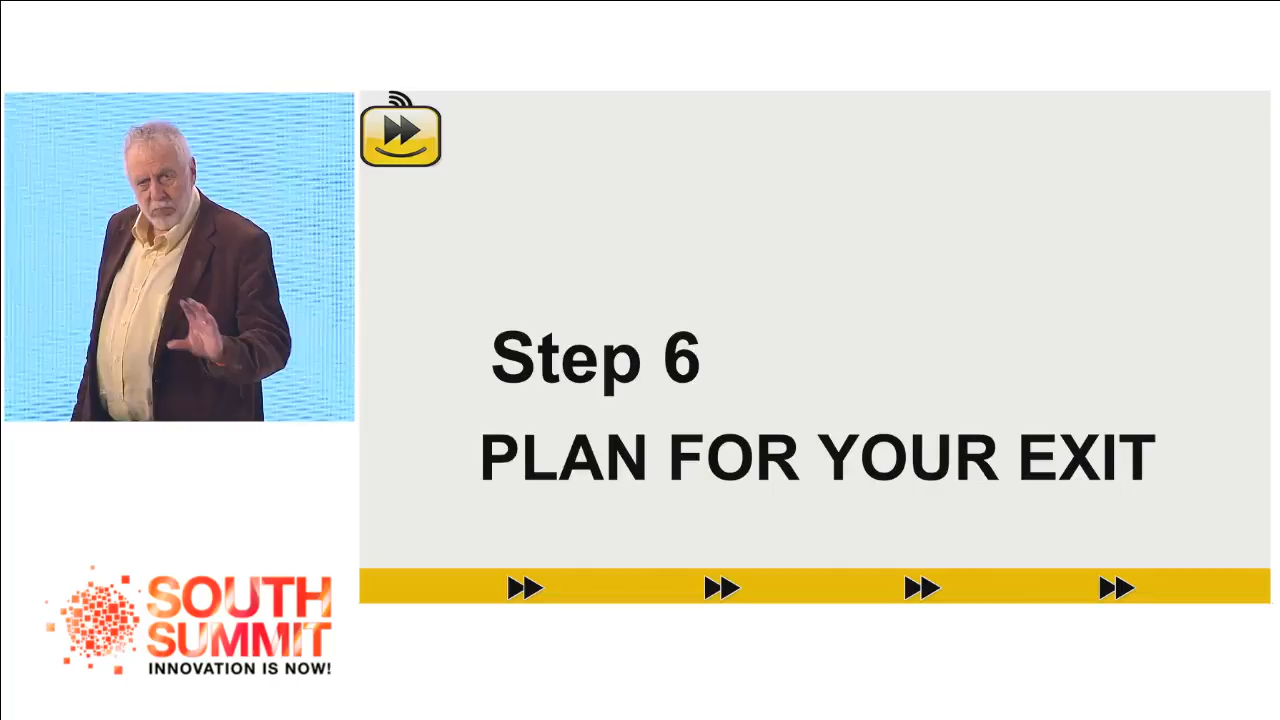 Step 6
PLAN FOR YOUR EXIT
SOUTH
SUMMIT
INNOVATION IS NOW!